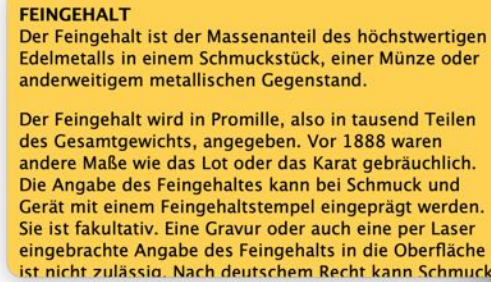 FEINGEHALT
Der Feingehalt ist der Massenanteil des höchstwertigen
Edelmetalls in einem Schmuckstück, einer Münze oder
anderweitigem metallischen Gegenstand.
Der Feingehalt wird in Promille, also in tausend Teilen
des Gesamtgewichts, angegeben. Vor 1888 waren
andere Maße wie das Lot oder das Karat gebräuchlich.
Die Angabe des Feingehaltes kann bei Schmuck und
Gerät mit einem Feingehaltstempel eingeprägt werden.
Sie ist fakultativ. Eine Gravur oder auch eine per Laser
eingebrachte Angabe des Feingehalts in die Oberfläche
ist nicht zulässig. Nach deutschem Recht kann Schmuck